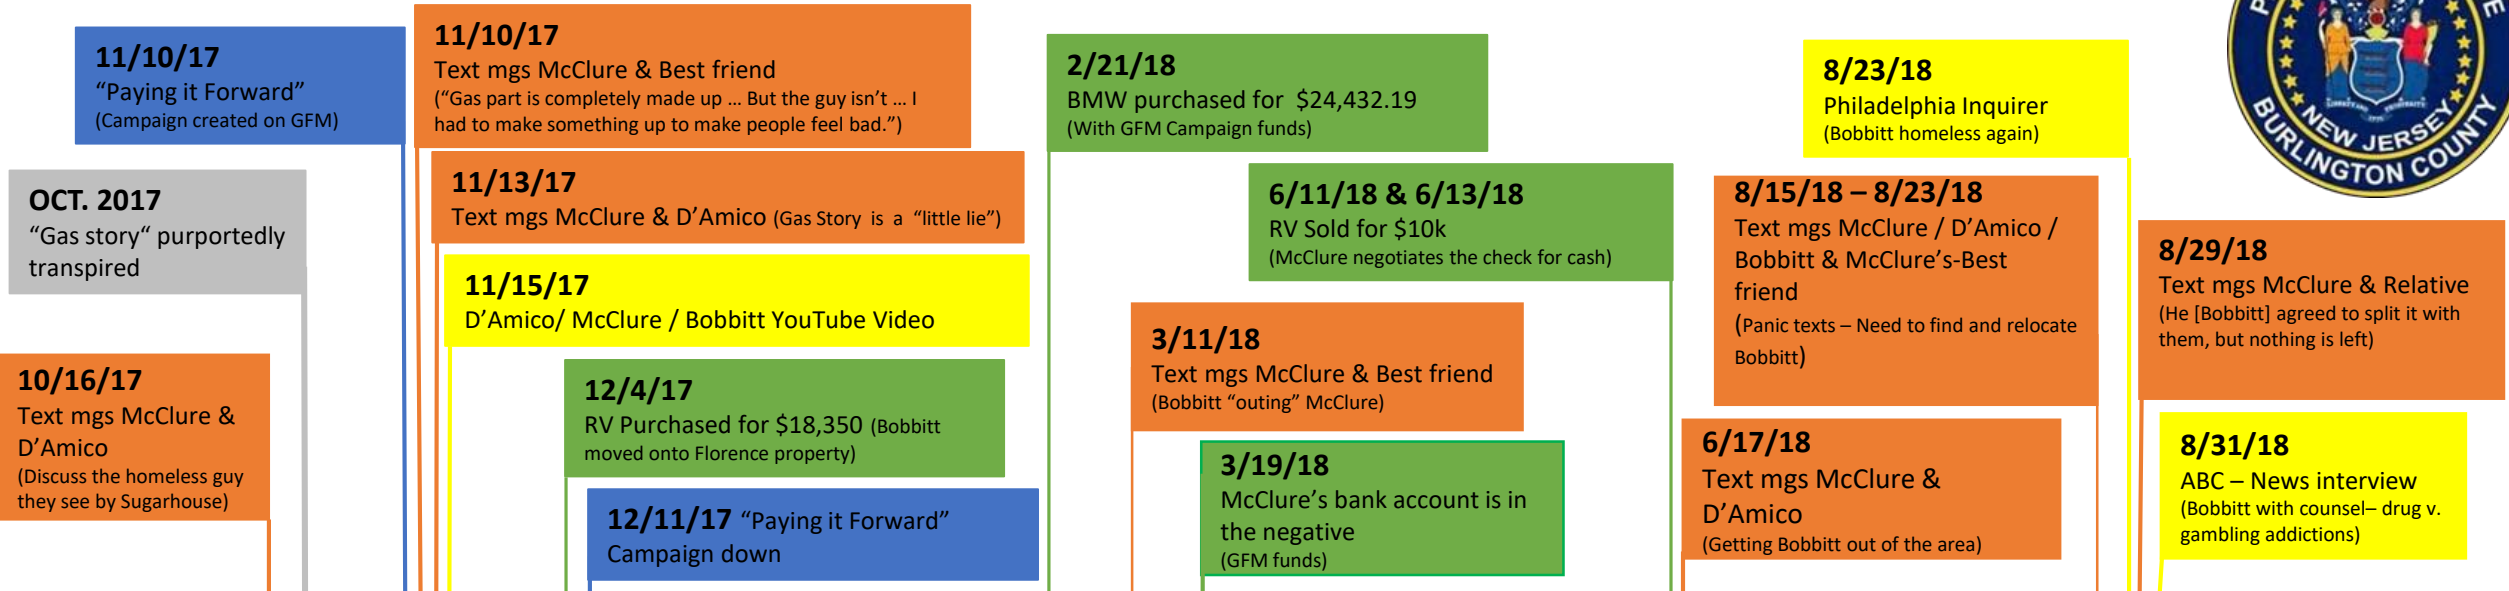 11/10/17
“Paying it Forward”
(Campaign created on GFM)
OCT. 2017
“Gas story“ purportedly
transpired
10/16/17
Text mgs McClure &
D’Amico
(Discuss the homeless guy
they see by Sugarhouse)
11/10/17
Text mgs McClure & Best friend
(“Gas part is completely made up … But the guy isn’t … I
had to make something up to make people feel bad.”)
11/13/17
Text mgs McClure & D’Amico (Gas Story is a “little lie”)
11/15/17
D’Amico/ McClure / Bobbitt YouTube Video
12/4/17
RV Purchased for $18,350 (Bobbitt
moved onto Florence property)
12/11/17 “Paying it Forward”
Campaign down
2/21/18
BMW purchased for $24,432.19
(With GFM Campaign funds)
6/11/18 & 6/13/18
RV Sold for $10k
(McClure negotiates the check for cash)
3/11/18
Text mgs McClure & Best friend
(Bobbitt “outing” McClure)
3/19/18
McClure’s bank account is in
the negative
(GFM funds)
8/23/18
Philadelphia Inquirer
(Bobbitt homeless again)
8/15/18 – 8/23/18
Text mgs McClure / D’Amico /
Bobbitt & McClure’s-Best
friend
(Panic texts – Need to find and relocate
Bobbitt)
6/17/18
Text mgs McClure &
D’Amico
(Getting Bobbitt out of the area)
8/29/18
Text mgs McClure & Relative
(He [Bobbitt] agreed to split it with
them, but nothing is left)
8/31/18
ABC – News interview
(Bobbitt with counsel– drug v.
gambling addictions)
NEW JERSEY
BURLINGTON COUNTY